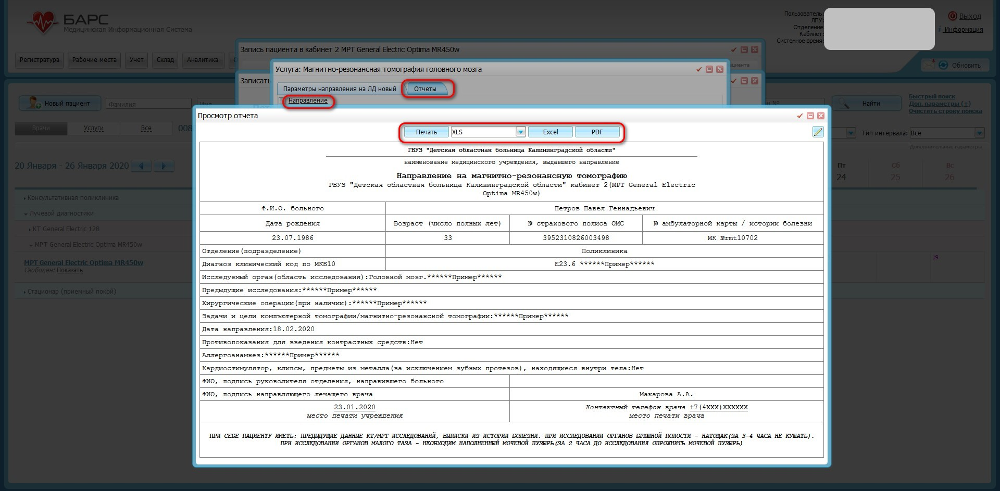 БАРС
Медицинская Информационная Система
Пользователь:
ЛПУ:
Отделение:
Кабинет:
Системное время:
Выход
Информация
Регистратура
Рабочие места
Учет
Склад
Аналитика
Обновить
Запись пациента в кабинет 2 МРТ General Electric Optima MR450w
Услуга: Магнитно-резонансная томография головного мозга
Записать
Параметры направления на ЛД новый
Отчеты
Направление
Новый пациент
Фамилия
Имя
Найти
Быстрый поиск
Доп. параметры (+)
Очистить строку поиска
Врачи
Услуги
Все
008
Тип интервала:
Все
Дополнительные параметры
20 Января - 26 Января 2020
Пт
Сб
Вс
24
25
26
Консультативная поликлиника
Лучевой диагностики
КТ General Electric 128
МРТ General Electric Optima MR450w
МРТ General Electric Optima MR450w
Свободен: Показать
19
Стационар (приемный покой)
Просмотр отчета
Печать
XLS
Excel
PDF
ГБУЗ "Детская областная больница Калининградской области"
наименование медицинского учреждения, выдавшего направление
Направление на магнитно-резонансную томографию
ГБУЗ "Детская областная больница Калининградской области" кабинет 2(МРТ General Electric
Optima MR450w)
Ф.И.О. больного
Петров Павел Геннадьевич
Дата рождения
Возраст (число полных лет)
№ страхового полиса ОМС
№ амбулаторной карты / истории болезни
23.07.1986
33
3952310826003498
МК №rmt10702
Отделение(подразделение)
Поликлиника
Диагноз клинический код по МКБ10
E23.6 ******Пример******
Исследуемый орган(область исследования):Головной мозг.******Пример******
Предыдущие исследования:******Пример******
Хирургические операции(при наличии):******Пример******
Задачи и цели компьютерной томографии/магнитно-резонансной томографии:******Пример******
Дата направления:18.02.2020
Противопоказания для введения контрастных средств:Нет
Аллергоанамнез:******Пример******
Кардиостимулятор, клипсы, предметы из металла(за исключением зубных протезов), находящиеся внутри тела:Нет
ФИО, подпись руководителя отделения, направившего больного
ФИО, подпись направляющего лечащего врача
Макарова А.А.
23.01.2020
место печати учреждения
Контактный телефон врача +7(4XXX)XXXXXX
место печати врача
ПРИ СЕБЕ ПАЦИЕНТУ ИМЕТЬ: ПРЕДЫДУЩИЕ ДАННЫЕ КТ/МРТ ИССЛЕДОВАНИЙ, ВЫПИСКИ ИЗ ИСТОРИИ БОЛЕЗНИ. ПРИ ИССЛЕДОВАНИИ ОРГАНОВ БРЮШНОЙ ПОЛОСТИ - НАТОЩАК(ЗА 3-4 ЧАСА НЕ КУШАТЬ).
ПРИ ИССЛЕДОВАНИИ ОРГАНОВ МАЛОГО ТАЗА - НЕОБХОДИМ НАПОЛНЕННЫЙ МОЧЕВОЙ ПУЗЫРЬ(ЗА 2 ЧАСА ДО ИССЛЕДОВАНИЯ ОПРОЖНИТЬ МОЧЕВОЙ ПУЗЫРЬ)